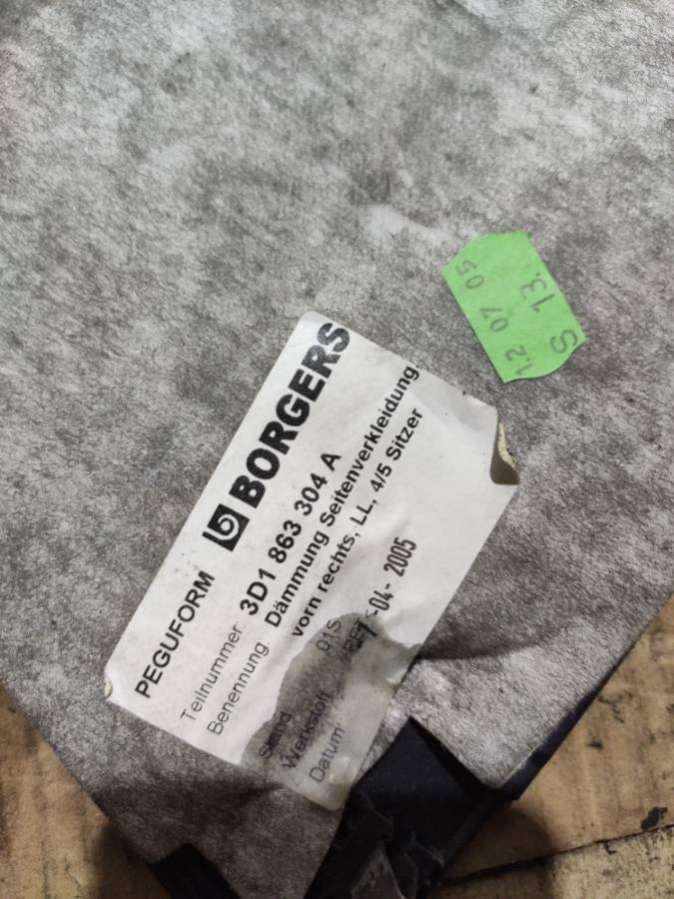 PEGUFORM
BORGERS
Teilnummer: 3D1 863 304 A
Benennung: Dämmung Seitenverkleidung
vorn rechts, LL, 4/5 Sitzer
Stand 01S
Werkstoff
Datum -04- 2005
12 07 05
S 13.